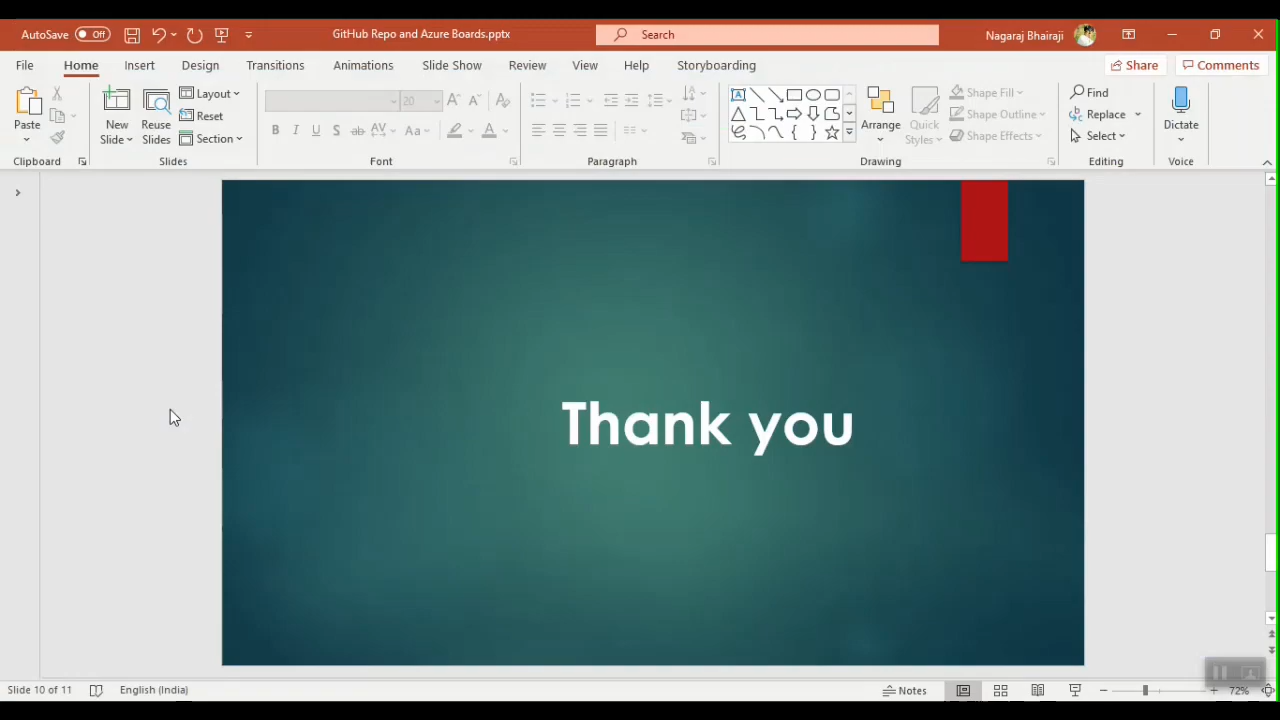 AutoSave Off
GitHub Repo and Azure Boards.pptx
Search
Nagaraj Bhairaji
File Home Insert Design Transitions Animations Slide Show Review View Help Storyboarding Share Comments
Paste
Clipboard
New Slides
Reuse Slides
Layout
Reset
Section
Slides
20
Font
Paragraph
Arrange
Quick Styles
Shape Fill
Shape Outline
Shape Effects
Drawing
Find
Replace
Select
Editing
Dictate
Voice
Thank you
Slide 10 of 11 English (India) Notes 72%